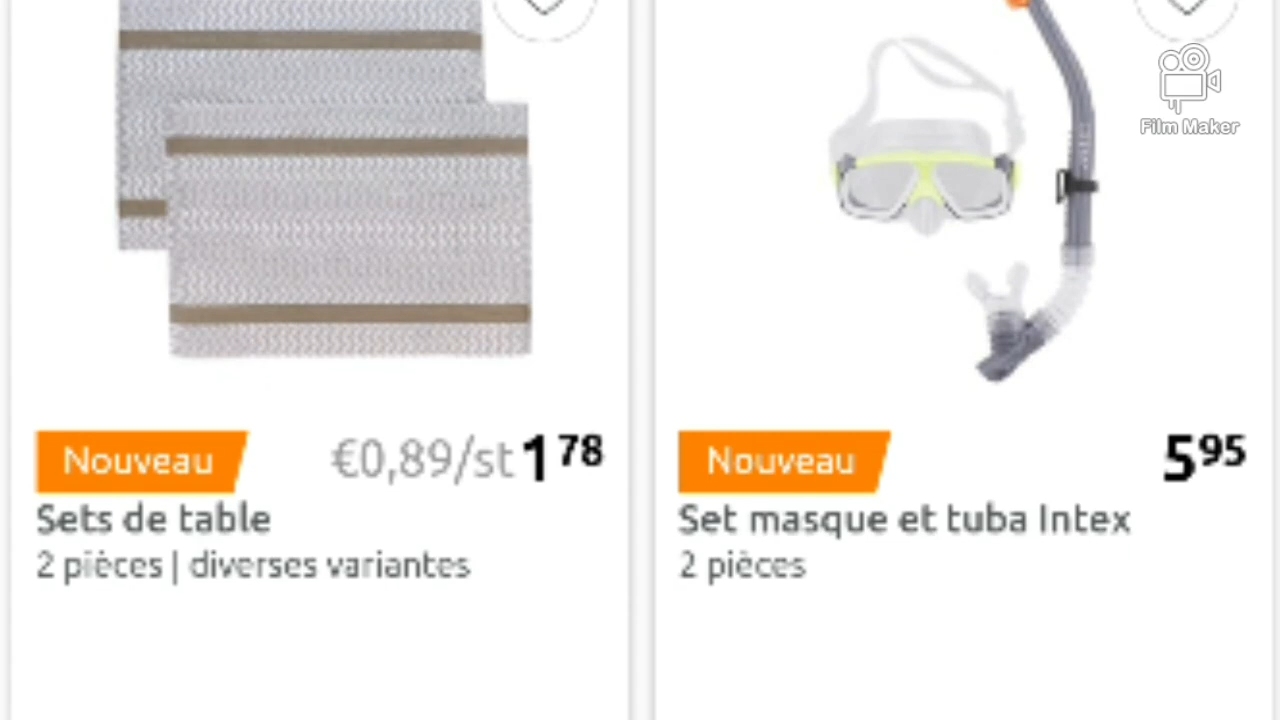 Film Maker
Nouveau €0,89/st 1 78
Sets de table
2 pièces | diverses variantes
Nouveau 5 95
Set masque et tuba Intex
2 pièces